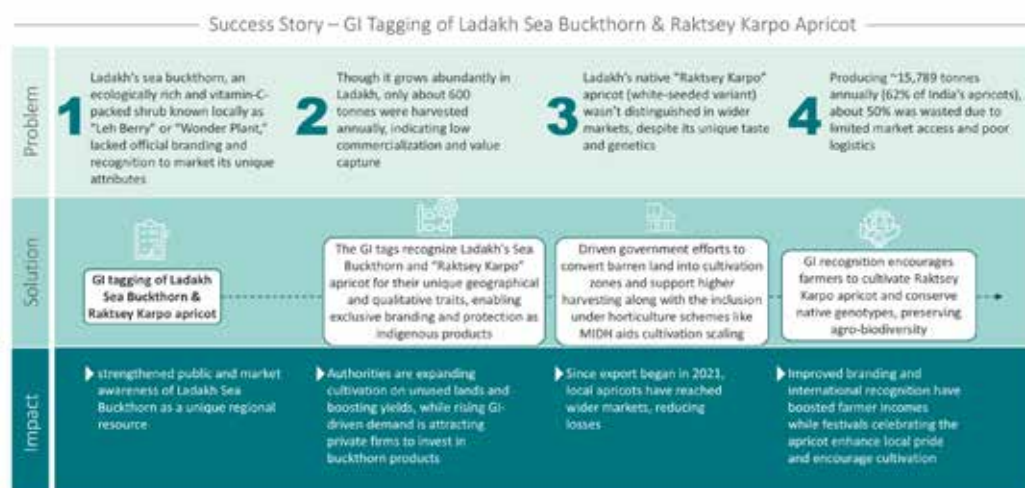 Success Story – GI Tagging of Ladakh Sea Buckthorn & Raktsey Karpo Apricot
Problem
1
Ladakh's sea buckthorn, an
ecologically rich and vitamin-C-
packed shrub known locally as
"Leh Berry" or "Wonder Plant,"
lacked official branding and
recognition to market its unique
attributes
2
Though it grows abundantly in
Ladakh, only about 600
tonnes were harvested
annually, indicating low
commercialization and value
capture
3
Ladakh's native "Raktsey Karpo"
apricot (white-seeded variant)
wasn't distinguished in wider
markets, despite its unique taste
and genetics
4
Producing ~15,789 tonnes
annually (62% of India's apricots),
about 50% was wasted due to
limited market access and poor
logistics
Solution
GI tagging of Ladakh
Sea Buckthorn &
Raktsey Karpo apricot
The GI tags recognize Ladakh's Sea
Buckthorn and "Raktsey Karpo"
apricot for their unique geographical
and qualitative traits, enabling
exclusive branding and protection as
indigenous products
Driven government efforts to
convert barren land into cultivation
zones and support higher
harvesting along with the inclusion
under horticulture schemes like
MIDH aids cultivation scaling
GI recognition encourages
farmers to cultivate Raktsey
Karpo apricot and conserve
native genotypes, preserving
agro-biodiversity
Impact
strengthened public and market
awareness of Ladakh Sea
Buckthorn as a unique regional
resource
Authorities are expanding
cultivation on unused lands and
boosting yields, while rising GI-
driven demand is attracting
private firms to invest in
buckthorn products
Since export began in 2021,
local apricots have reached
wider markets, reducing
losses
Improved branding and
international recognition have
boosted farmer incomes
while festivals celebrating the
apricot enhance local pride
and encourage cultivation